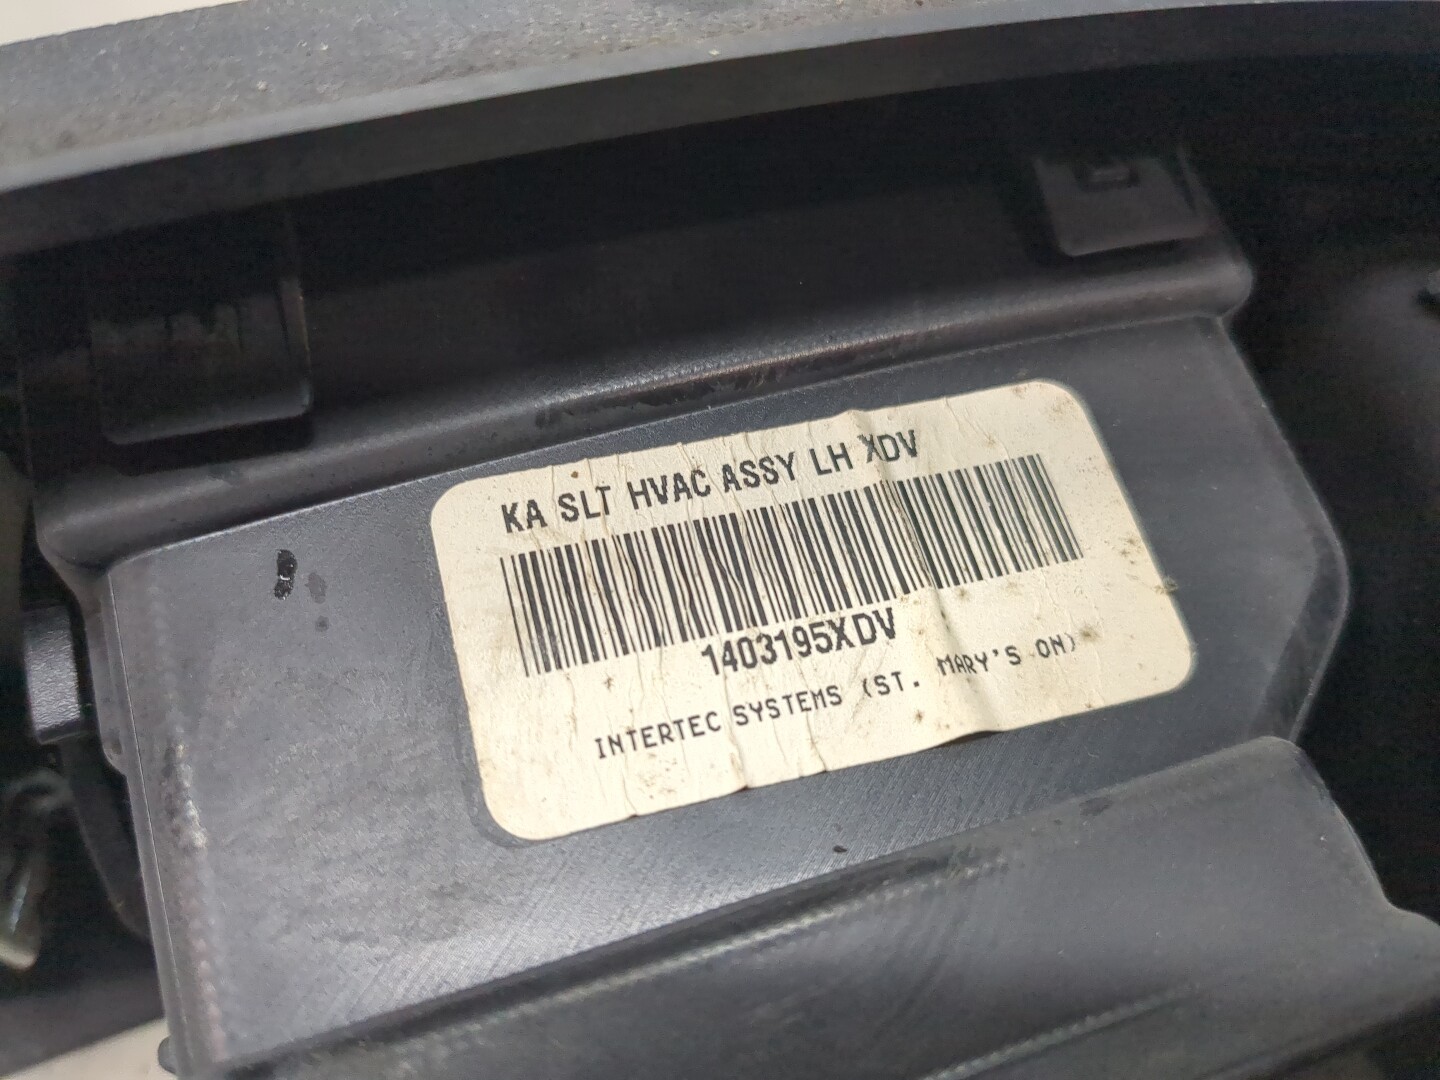 KA SLT HVAC ASSY LH XDV
1403195XDV
INTERTEC SYSTEMS (ST. MARY'S ON)